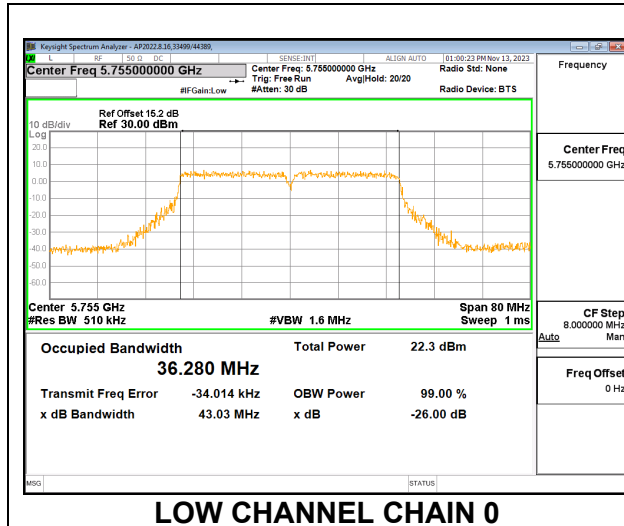 Keysight Spectrum Analyzer - AP2022.8.16,33499/44389,
L RF 50 Ω DC SENSE:INT ALIGN AUTO 01:00:23 PM Nov 13, 2023
Center Freq 5.755000000 GHz Center Freq: 5.755000000 GHz Radio Std: None
Trig: Free Run Avg|Hold: 20/20
#IFGain:Low #Atten: 30 dB Radio Device: BTS
Frequency
Ref Offset 15.2 dB
10 dB/div Ref 30.00 dBm
Log
20.0
10.0
0.00
-10.0
-20.0
-30.0
-40.0
-50.0
-60.0
Center 5.755 GHz Span 80 MHz
#Res BW 510 kHz #VBW 1.6 MHz Sweep 1 ms
Occupied Bandwidth Total Power 22.3 dBm
36.280 MHz
Transmit Freq Error -34.014 kHz OBW Power 99.00 %
x dB Bandwidth 43.03 MHz x dB -26.00 dB
Center Freq
5.755000000 GHz
CF Step
8.000000 MHz
Auto Man
Freq Offset
0 Hz
MSG STATUS
LOW CHANNEL CHAIN 0